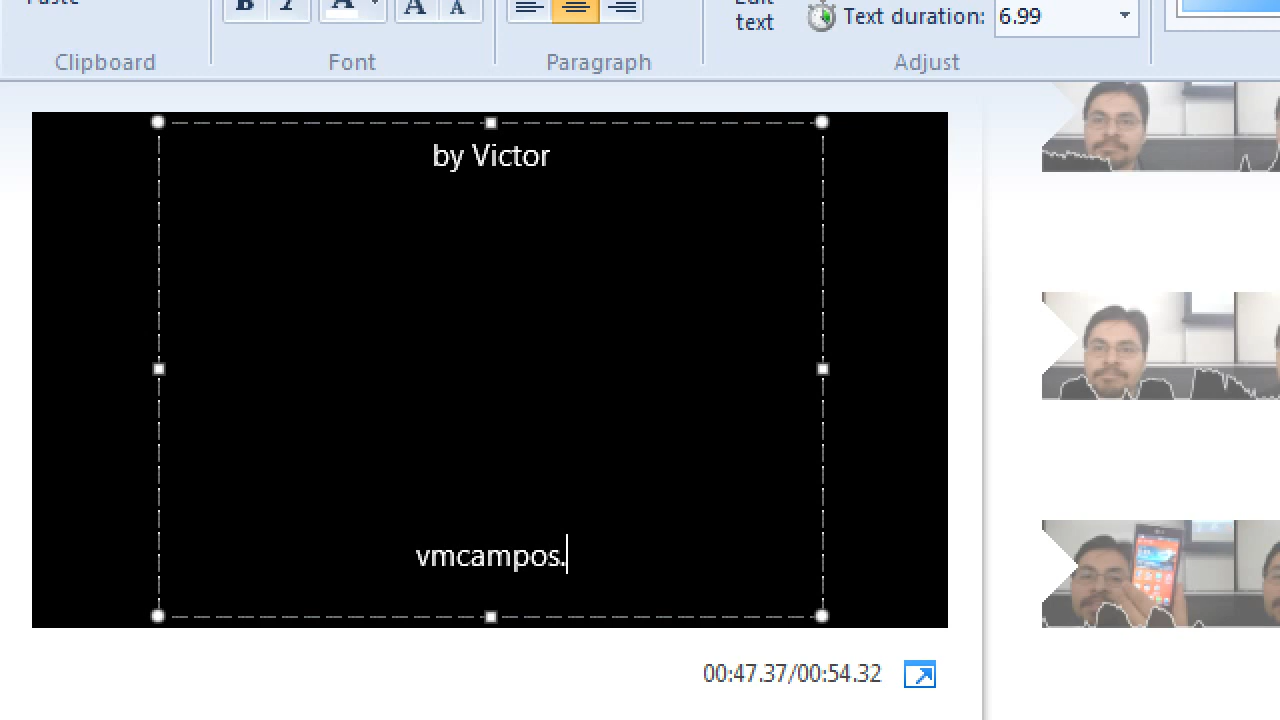 Paste
B I A A A
Edit
text
Text duration: 6.99
Clipboard
Font
Paragraph
Adjust
by Victor
vmcampos.
00:47.37/00:54.32